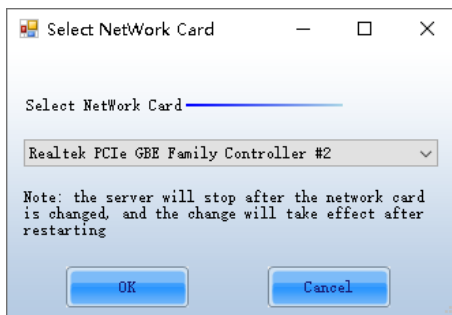 Select NetWork Card
Select NetWork Card
Realtek PCIe GBE Family Controller #2
Note: the server will stop after the network card
is changed, and the change will take effect after
restarting
OK
Cancel